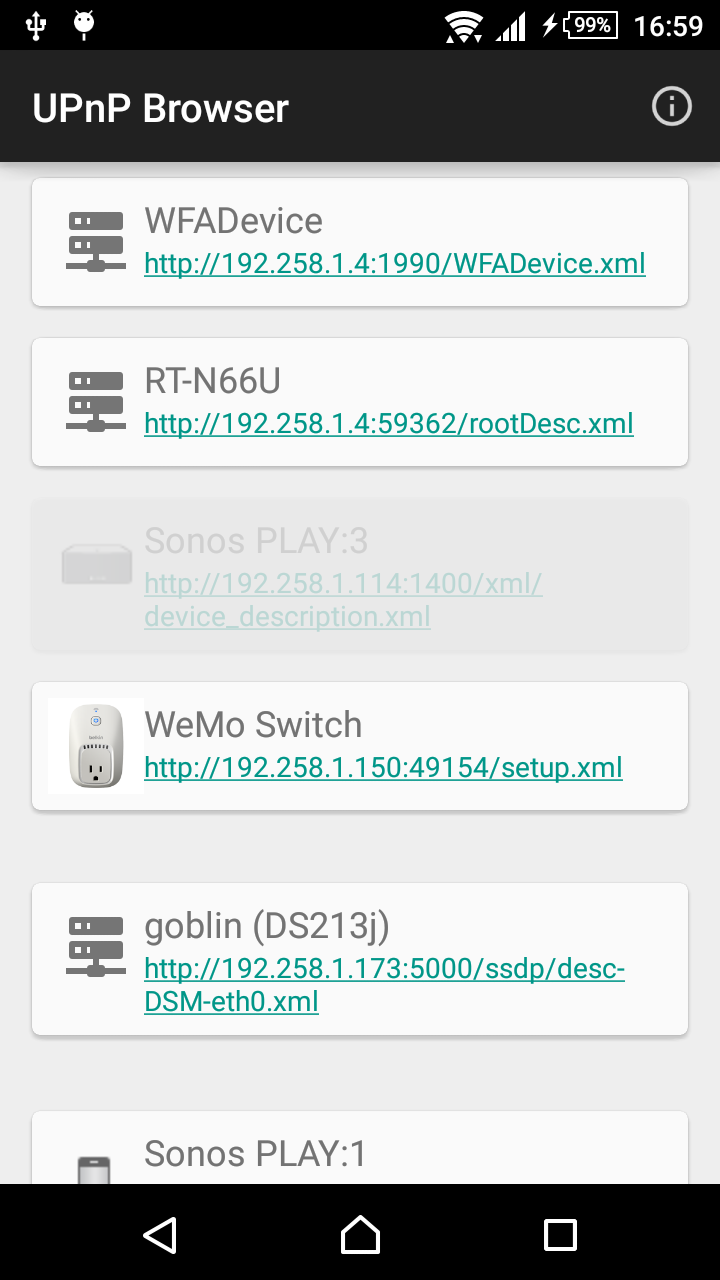 99% 16:59
UPnP Browser
WFADevice
http://192.258.1.4:1990/WFADevice.xml
RT-N66U
http://192.258.1.4:59362/rootDesc.xml
Sonos PLAY:3
http://192.258.1.114:1400/xml/
device_description.xml
WeMo Switch
http://192.258.1.150:49154/setup.xml
goblin (DS213j)
http://192.258.1.173:5000/ssdp/desc-
DSM-eth0.xml
Sonos PLAY:1